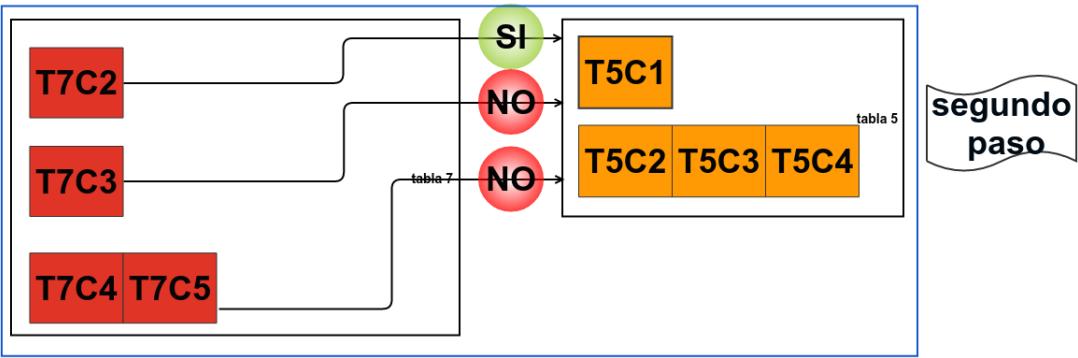 SI
T7C2
T5C1
NO
segundo
paso
tabla 5
T7C3
tabla 7
NO
T5C2 T5C3 T5C4
T7C4 T7C5